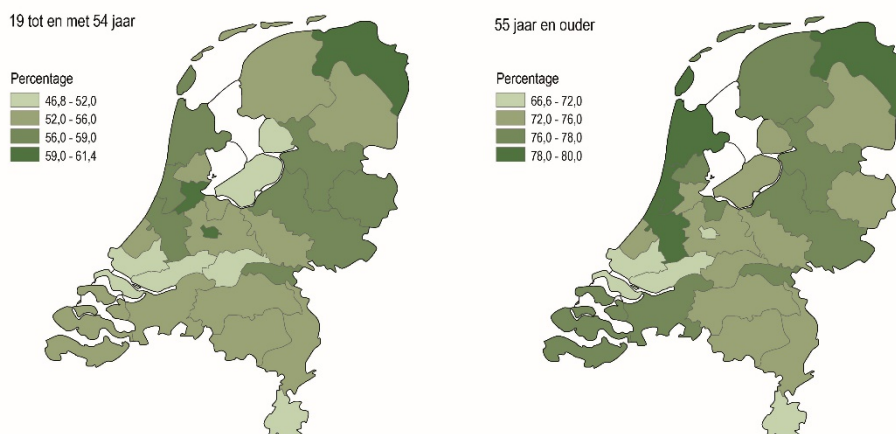 19 tot en met 54 jaar
Percentage
46,8 - 52,0
52,0 - 56,0
56,0 - 59,0
59,0 - 61,4
55 jaar en ouder
Percentage
66,6 - 72,0
72,0 - 76,0
76,0 - 78,0
78,0 - 80,0